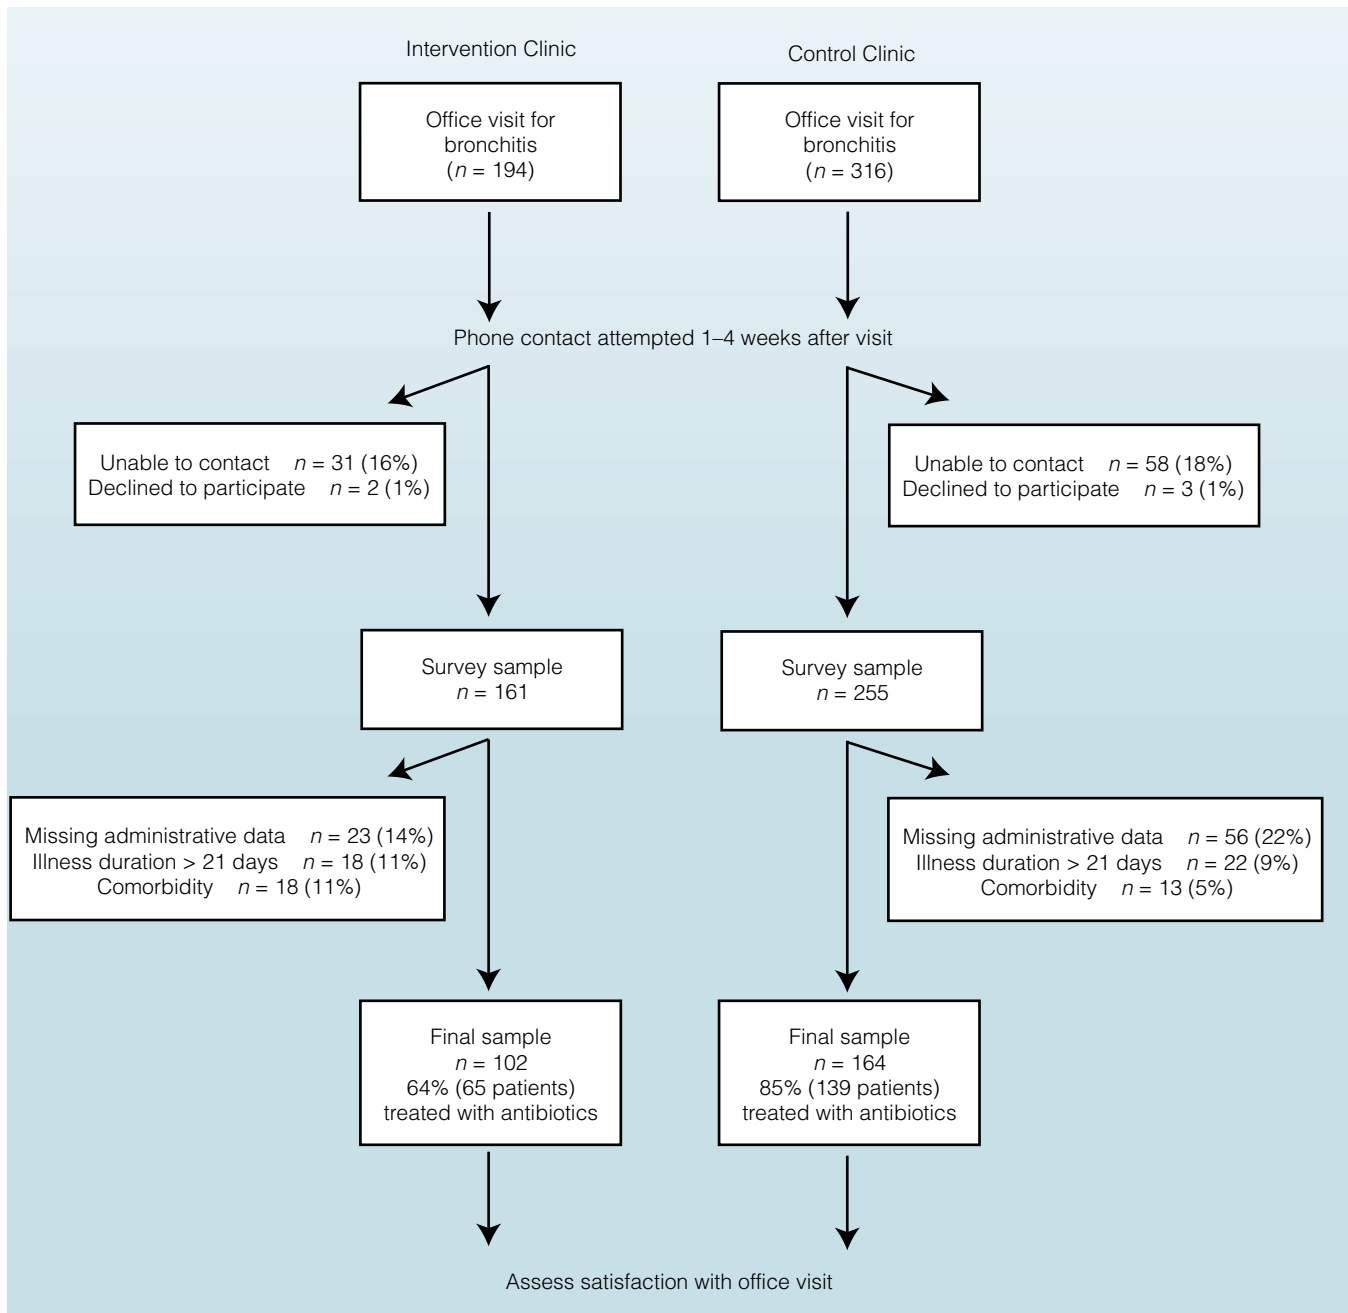 Intervention Clinic
Control Clinic
Office visit for
bronchitis
(n = 194)
Office visit for
bronchitis
(n = 316)
Phone contact attempted 1–4 weeks after visit
Unable to contact n = 31 (16%)
Declined to participate n = 2 (1%)
Unable to contact n = 58 (18%)
Declined to participate n = 3 (1%)
Survey sample
n = 161
Survey sample
n = 255
Missing administrative data n = 23 (14%)
Illness duration > 21 days n = 18 (11%)
Comorbidity n = 18 (11%)
Missing administrative data n = 56 (22%)
Illness duration > 21 days n = 22 (9%)
Comorbidity n = 13 (5%)
Final sample
n = 102
64% (65 patients)
treated with antibiotics
Final sample
n = 164
85% (139 patients)
treated with antibiotics
Assess satisfaction with office visit